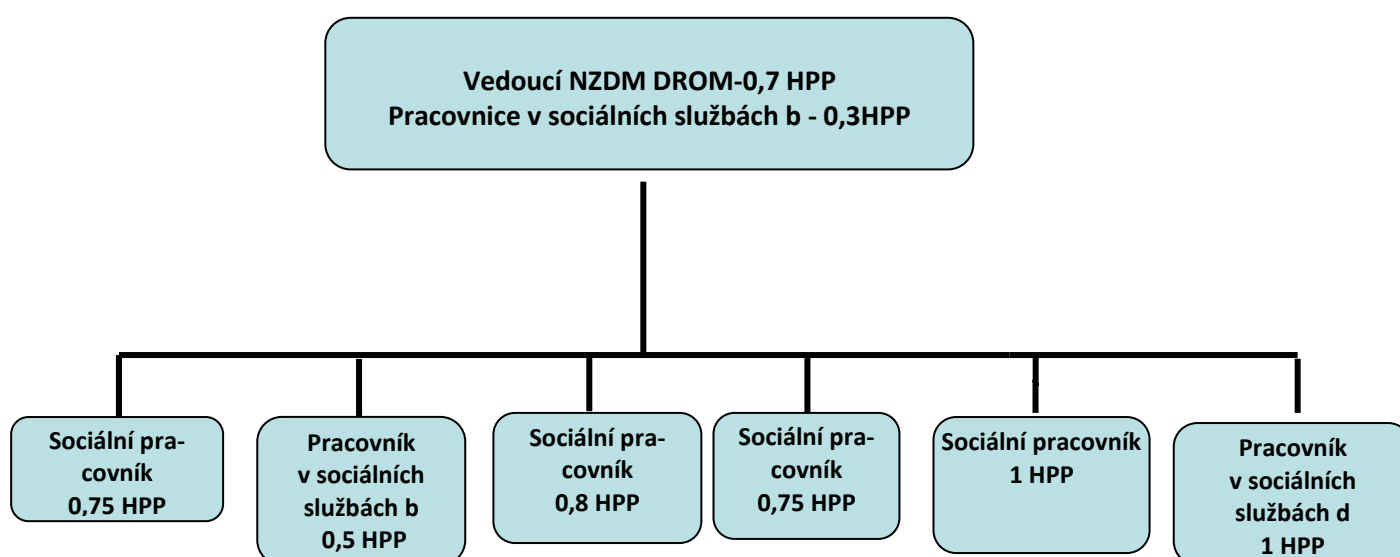 Vedoucí NZDM DROM-0,7 HPP
Pracovnice v sociálních službách b - 0,3HPP
Sociální pra-
covník
0,75 HPP
Pracovník
v sociálních
službách b
0,5 HPP
Sociální pra-
covník
0,8 HPP
Sociální pra-
covník
0,75 HPP
Sociální pracovník
1 HPP
Pracovník
v sociálních
službách d
1 HPP